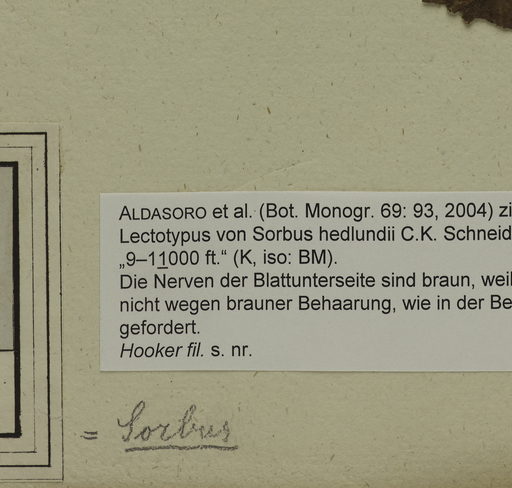 ALDASORO et al. (Bot. Monogr. 69: 93, 2004) zi
Lectotypus von Sorbus hedlundii C.K. Schneid
„9–11000 ft.“ (K, iso: BM).
Die Nerven der Blattunterseite sind braun, weil
nicht wegen brauner Behaarung, wie in der Be
gefordert.
Hooker fil. s. nr.
= Sorbus